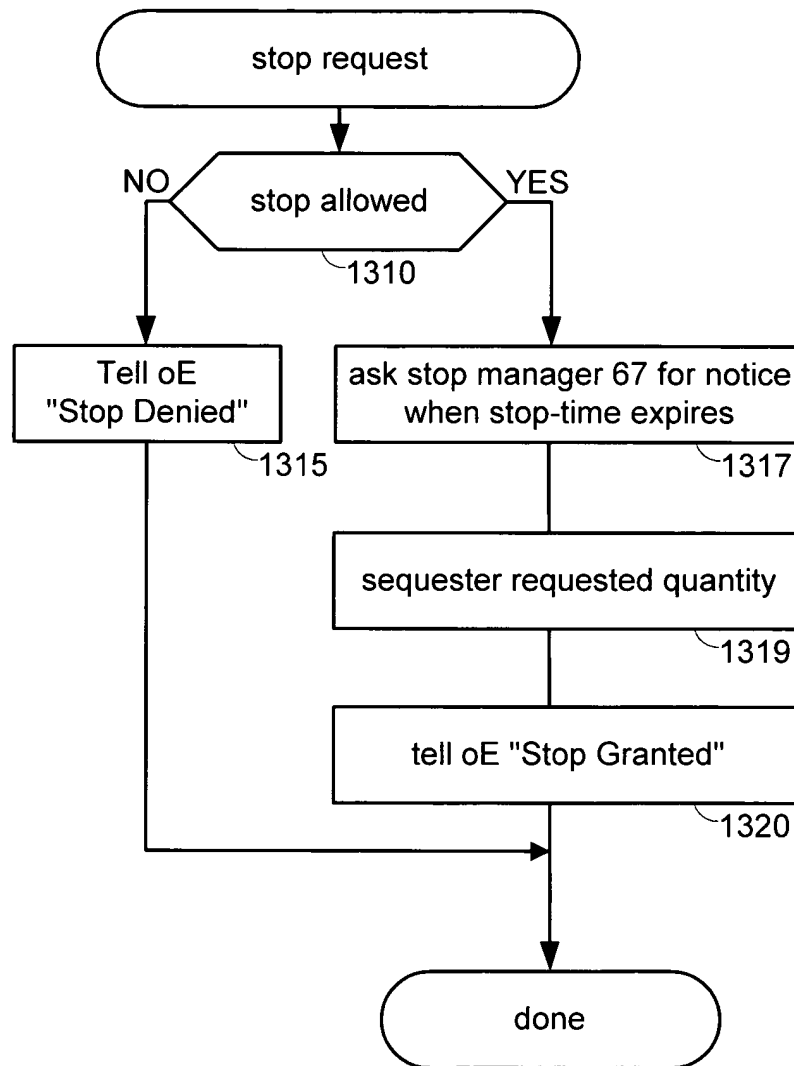 stop request
NO
YES
stop allowed
1310
Tell oE
"Stop Denied"
1315
ask stop manager 67 for notice
when stop-time expires
1317
sequester requested quantity
1319
tell oE "Stop Granted"
1320
done